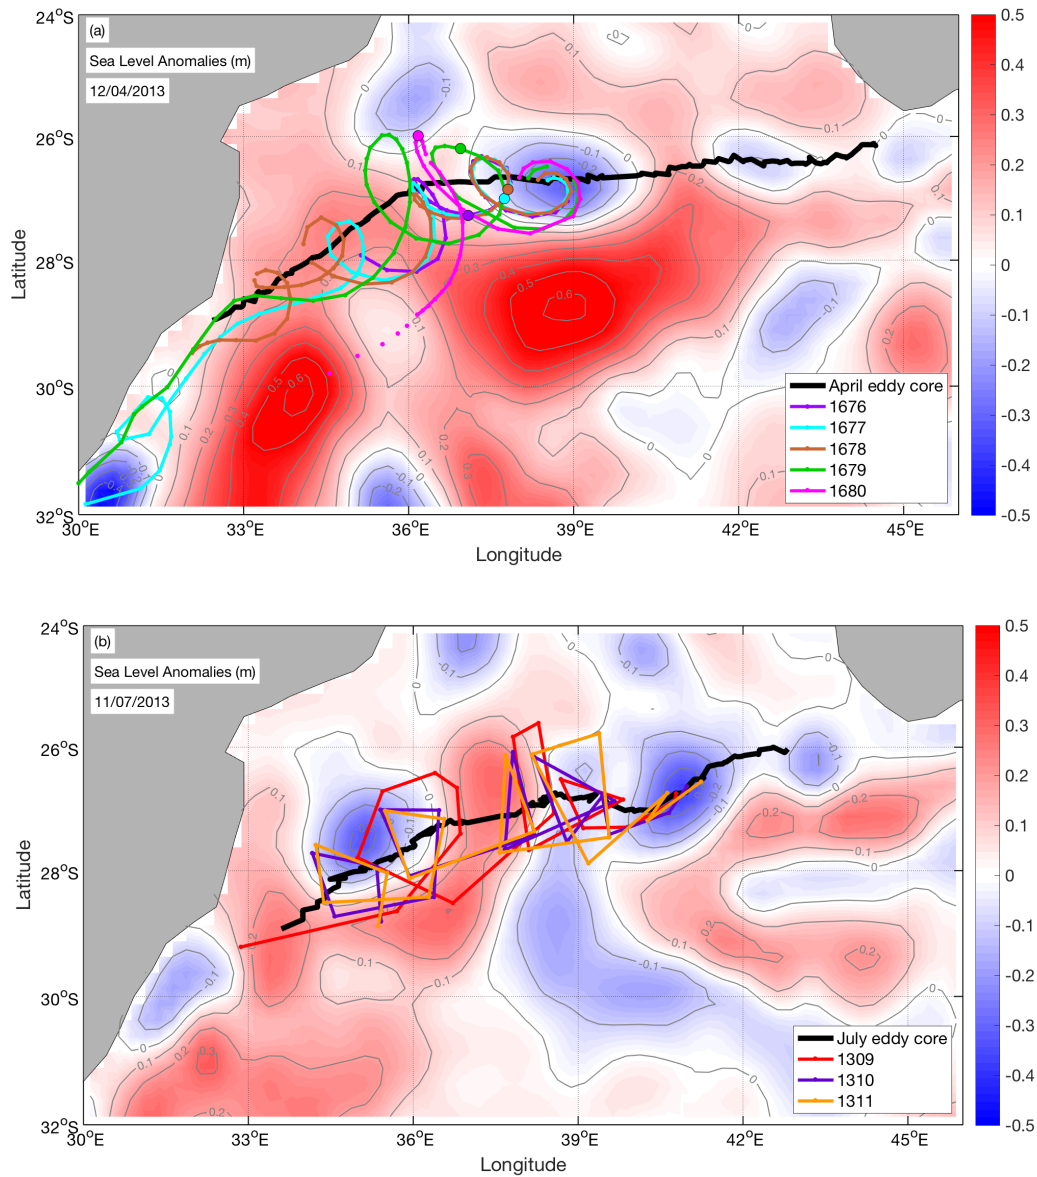 (a)
Sea Level Anomalies (m)
12/04/2013
24°S
26°S
28°S
30°S
32°S
Latitude
30°E
33°E
36°E
39°E
42°E
45°E
Longitude
April eddy core
1676
1677
1678
1679
1680
0.5
0.4
0.3
0.2
0.1
0
-0.1
-0.2
-0.3
-0.4
-0.5
(b)
Sea Level Anomalies (m)
11/07/2013
24°S
26°S
28°S
30°S
32°S
Latitude
30°E
33°E
36°E
39°E
42°E
45°E
Longitude
July eddy core
1309
1310
1311
0.5
0.4
0.3
0.2
0.1
0
-0.1
-0.2
-0.3
-0.4
-0.5